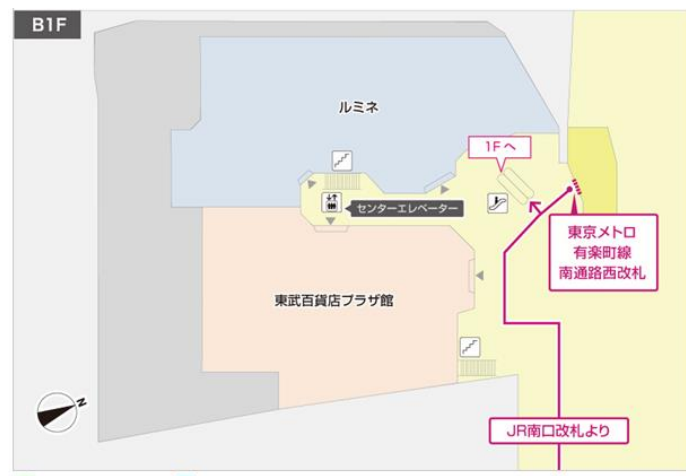 B1F
ルミネ
1Fへ
センターエレベーター
東京メトロ
有楽町線
南通路西改札
東武百貨店プラザ館
JR南口改札より
N